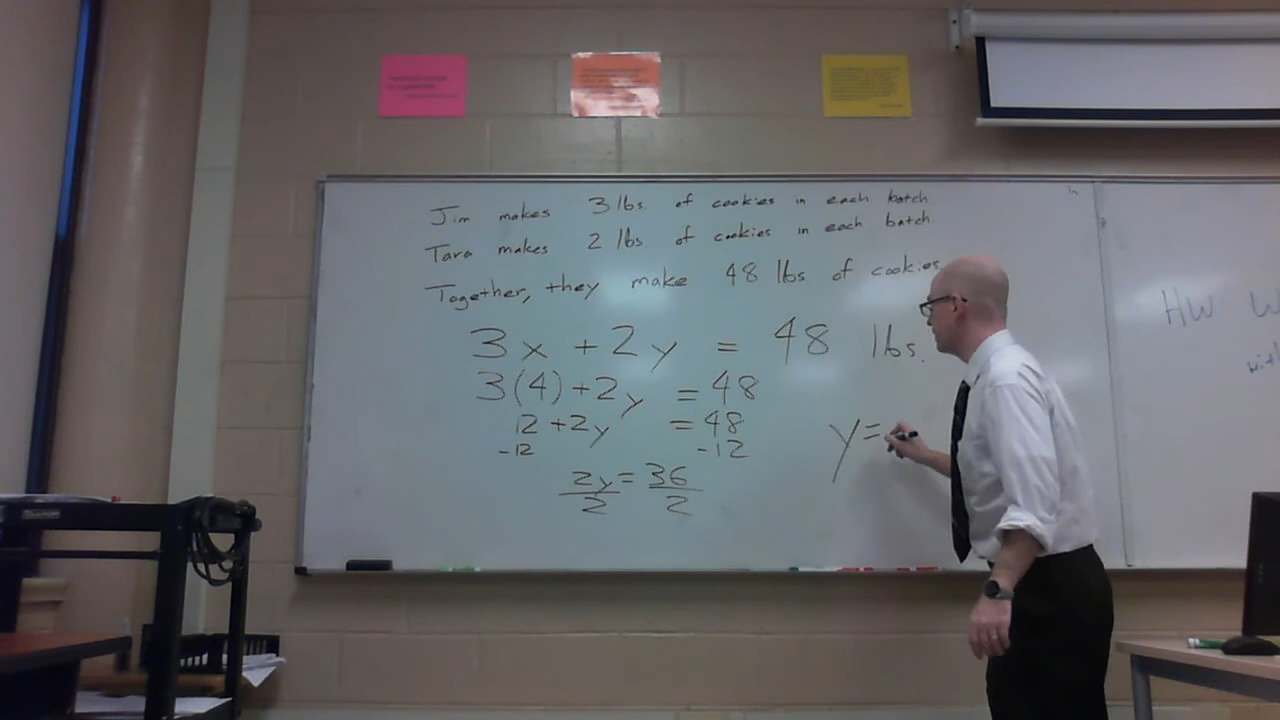 Jim makes 3 lbs. of cookies in each batch
Tara makes 2 lbs of cookies in each batch
Together, they make 48 lbs of cookies.
3x + 2y = 48 lbs.
3(4) + 2y = 48
12 + 2y = 48
-12 -12
2y = 36
2 2
y =
HW